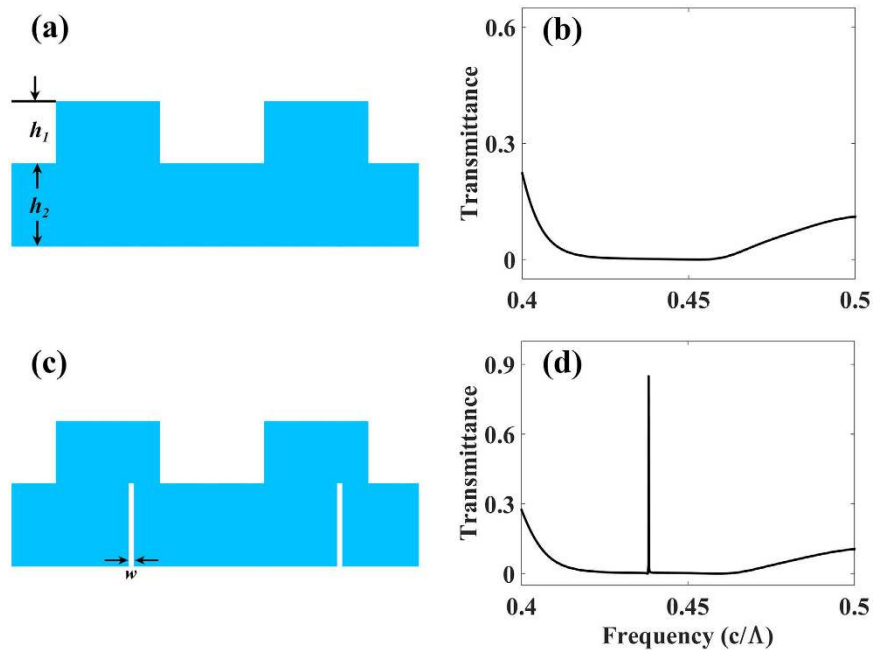 (a)
h₁
h₂
(b)
Transmittance
0.6
0.3
0
0.4
0.45
0.5
(c)
w
(d)
Transmittance
0.9
0.6
0.3
0
0.4
0.45
0.5
Frequency (c/Λ)